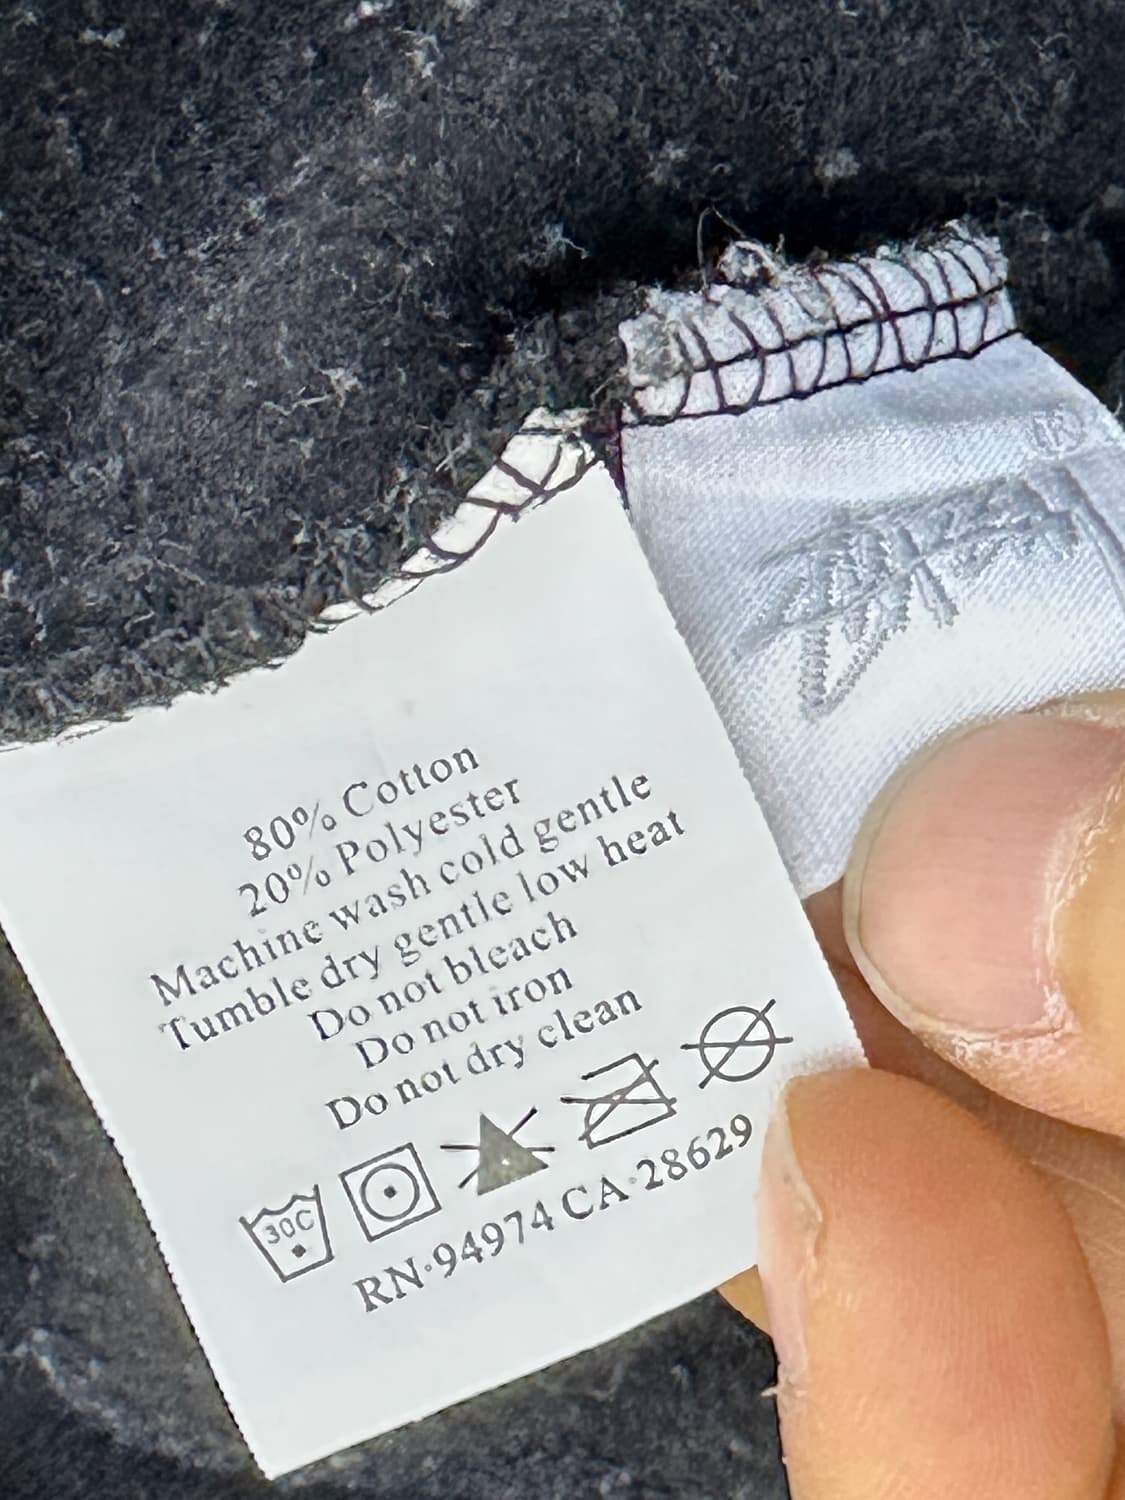 80% Cotton
20% Polyester
Machine wash cold gentle
Tumble dry gentle low heat
Do not bleach
Do not iron
Do not dry clean
30C
RN·94974 CA·28629
®